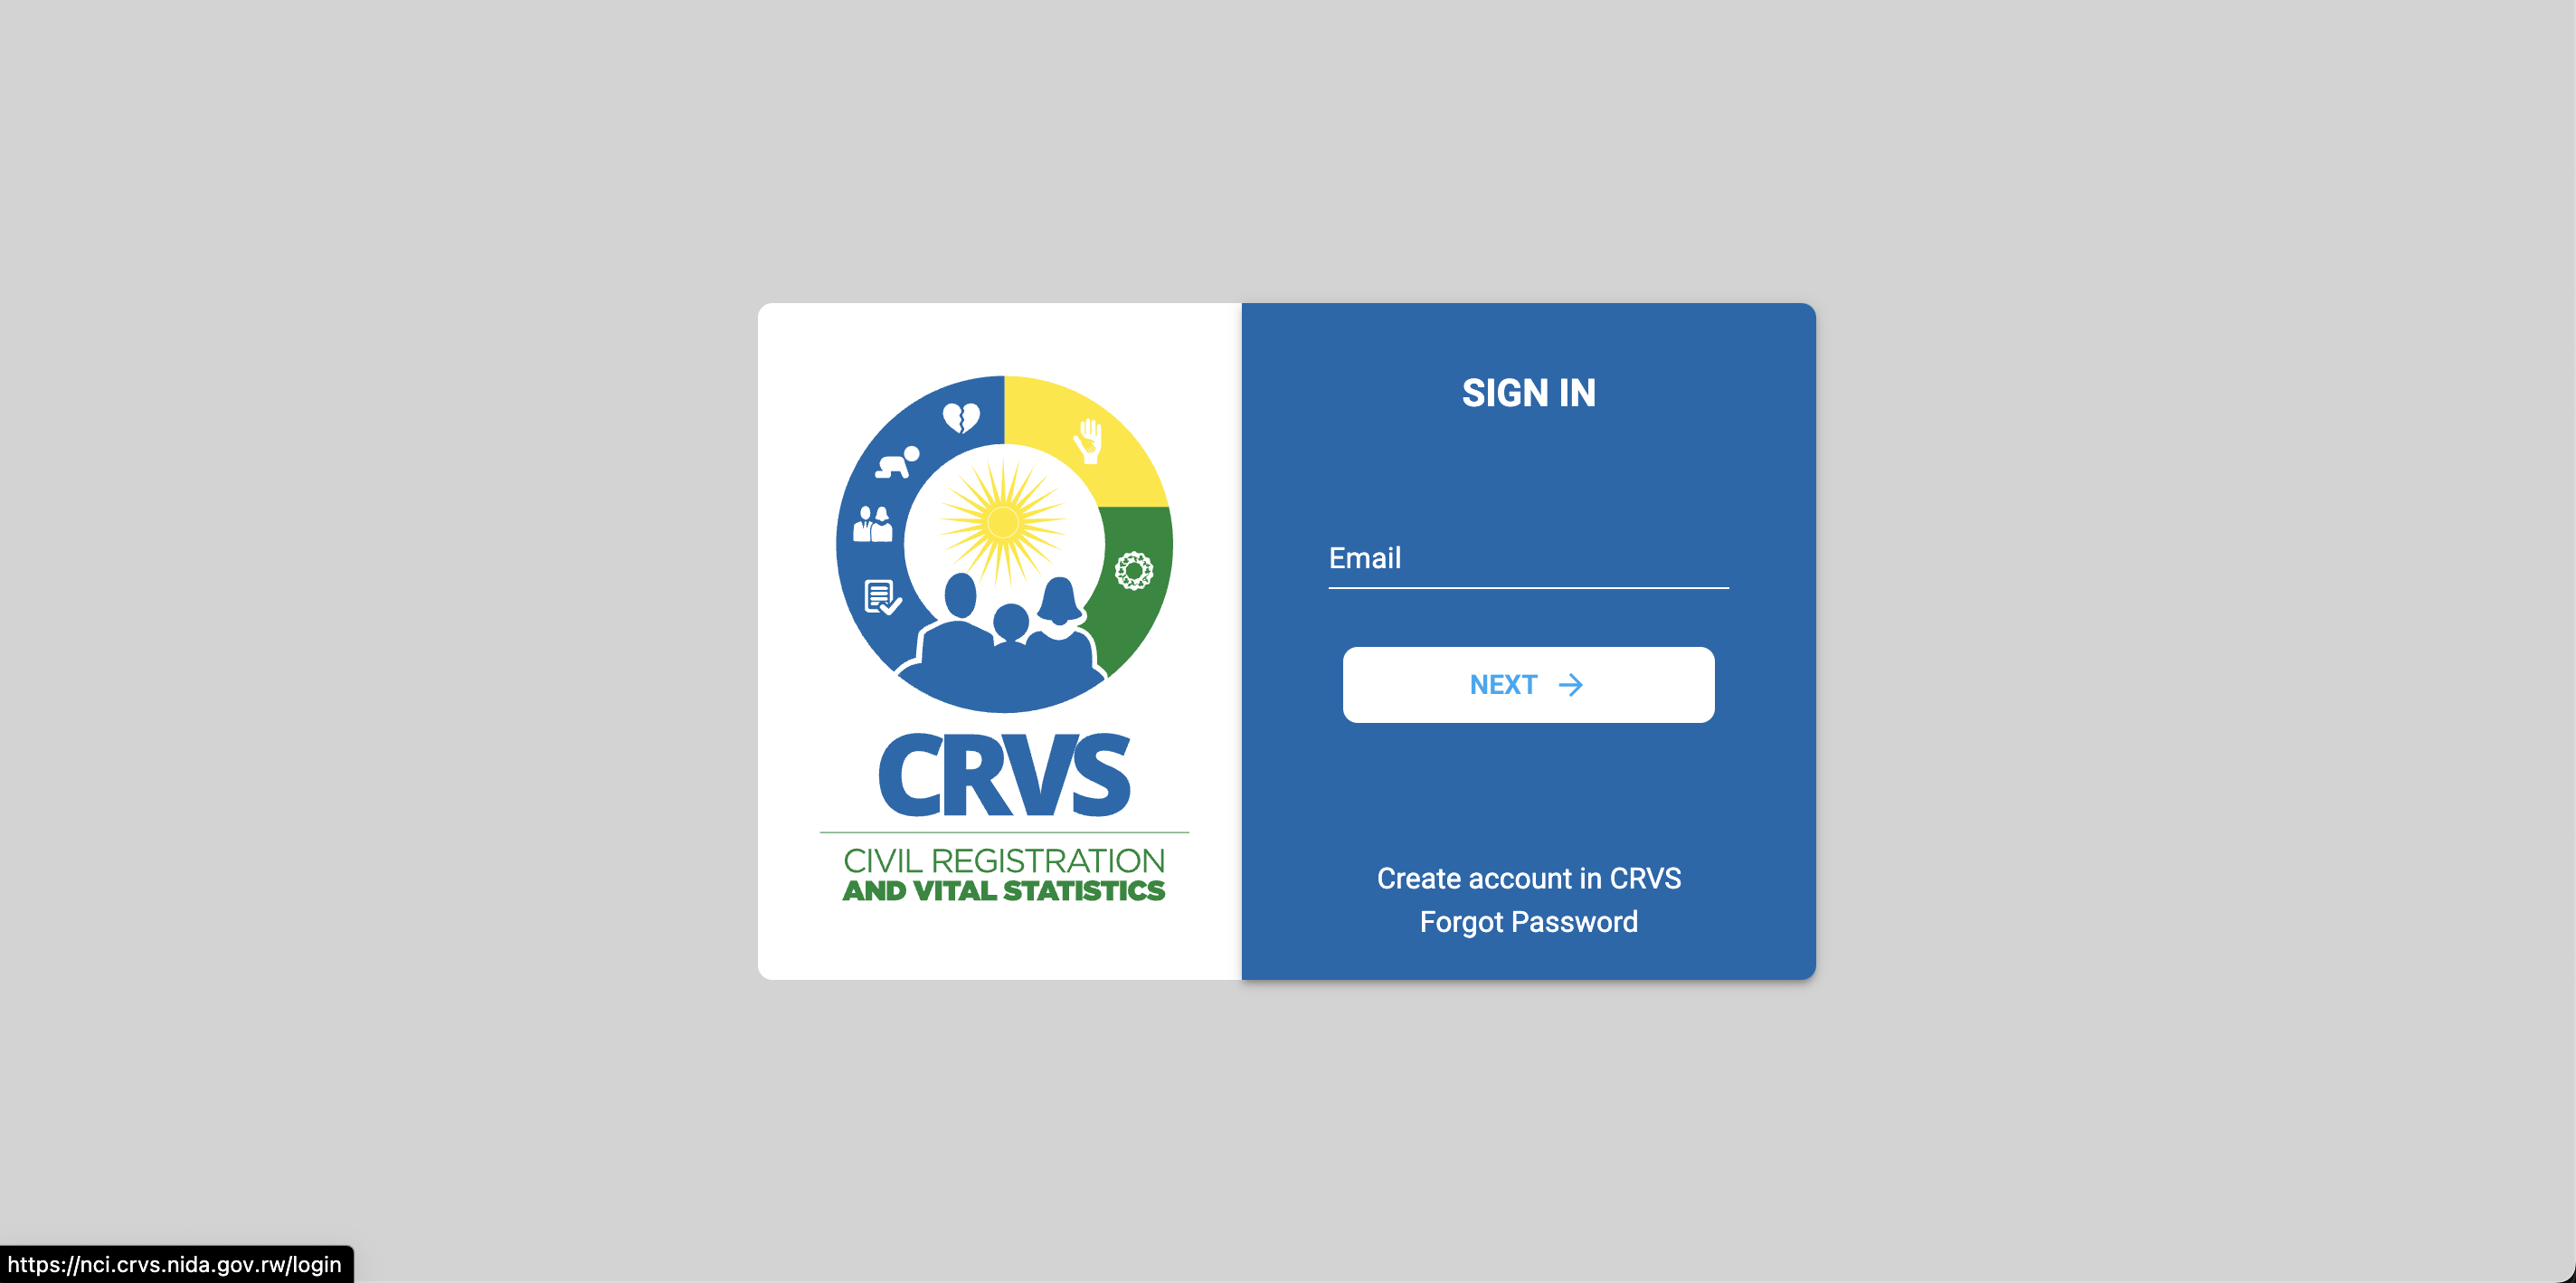 CRVS
CIVIL REGISTRATION
AND VITAL STATISTICS
SIGN IN
Email
NEXT
Create account in CRVS
Forgot Password
https://nci.crvs.nida.gov.rw/login